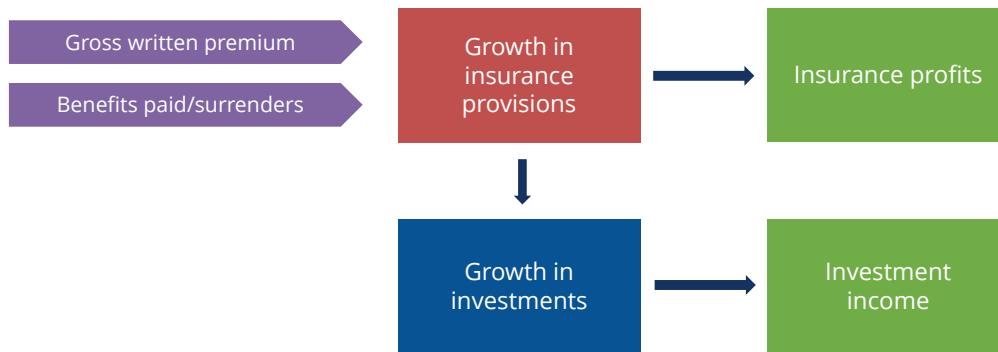 Gross written premium
Benefits paid/surrenders
Growth in
insurance
provisions
Insurance profits
Growth in
investments
Investment
income